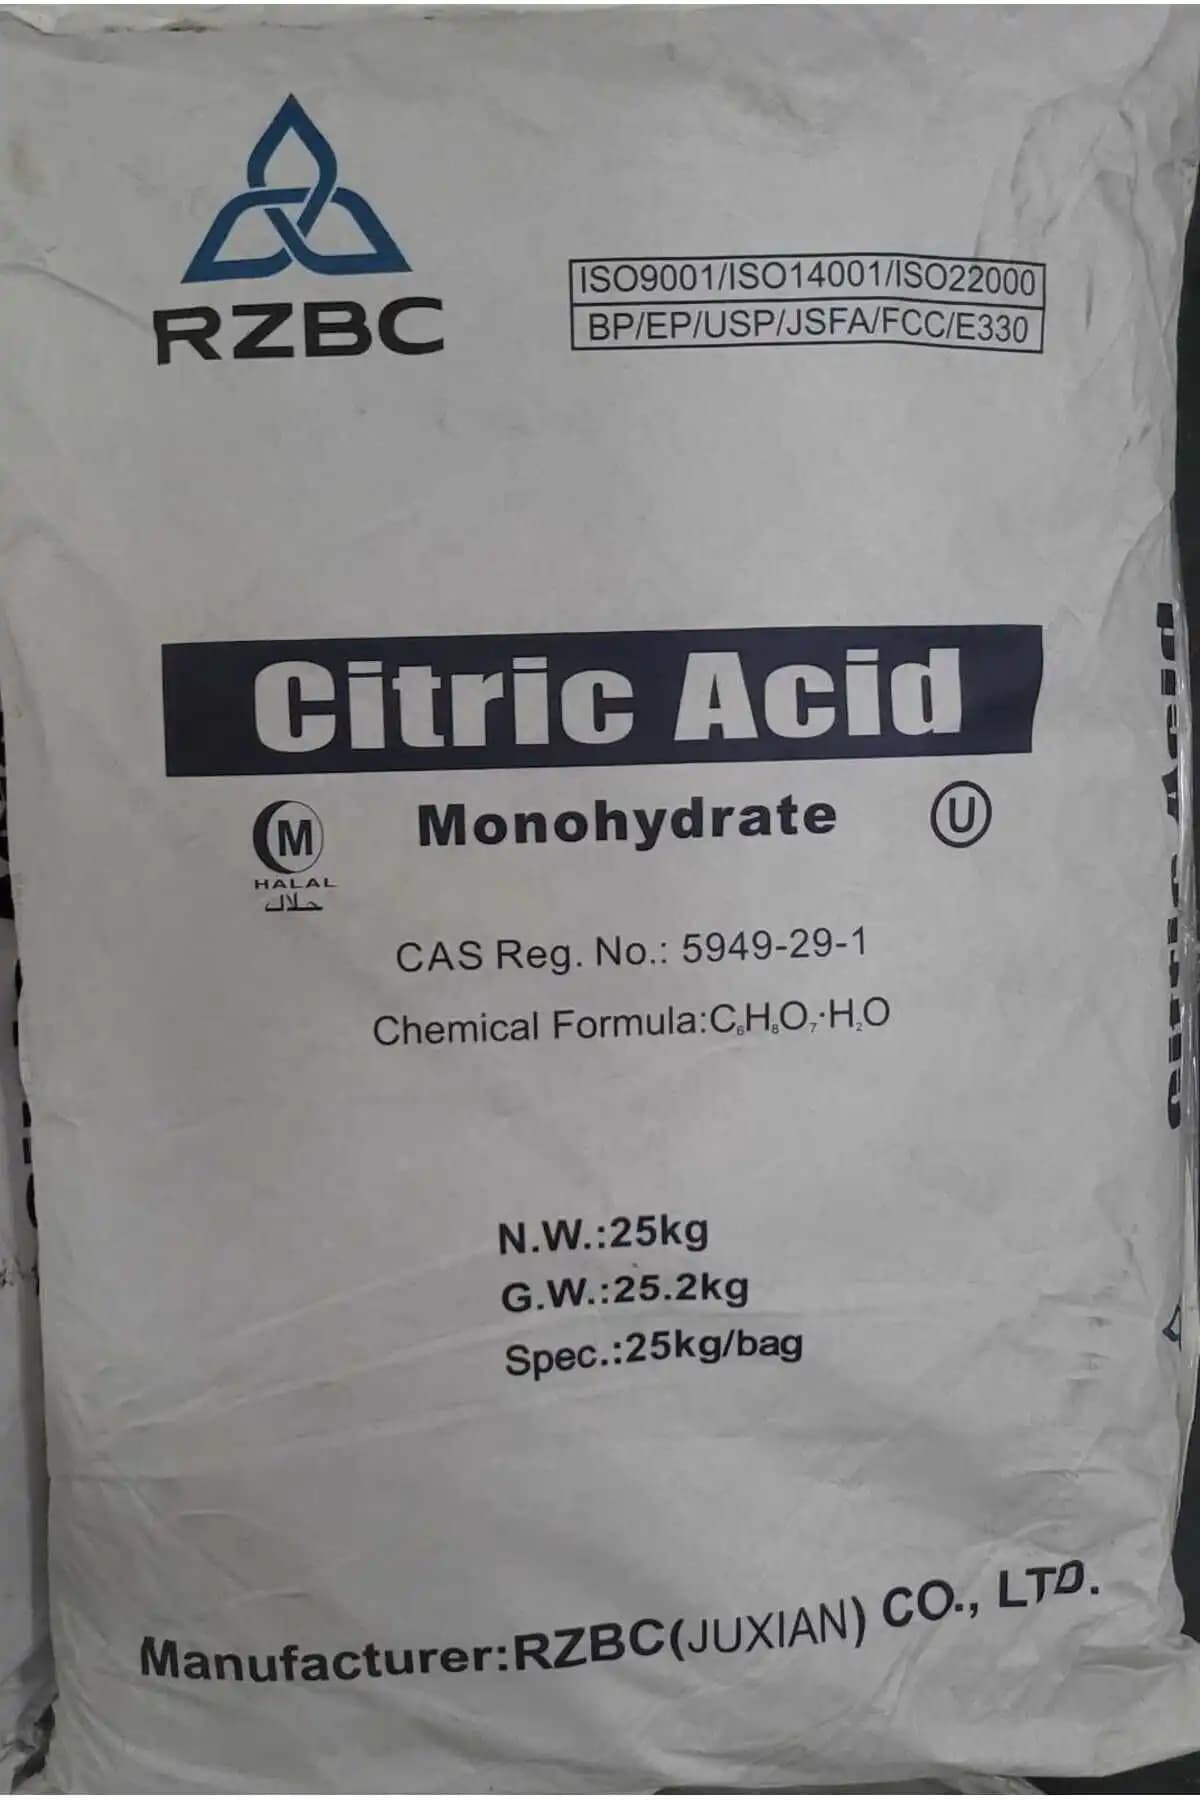 RZBC
ISO9001/ISO14001/ISO22000
BP/EP/USP/JSFA/FCC/E330
Citric Acid
M
HALAL
حلال
Monohydrate
U
CAS Reg. No.: 5949-29-1
Chemical Formula:C₆H₈O₇·H₂O
N.W.:25kg
G.W.:25.2kg
Spec.:25kg/bag
Manufacturer:RZBC(JUXIAN) CO., LTD.
Citric Acid